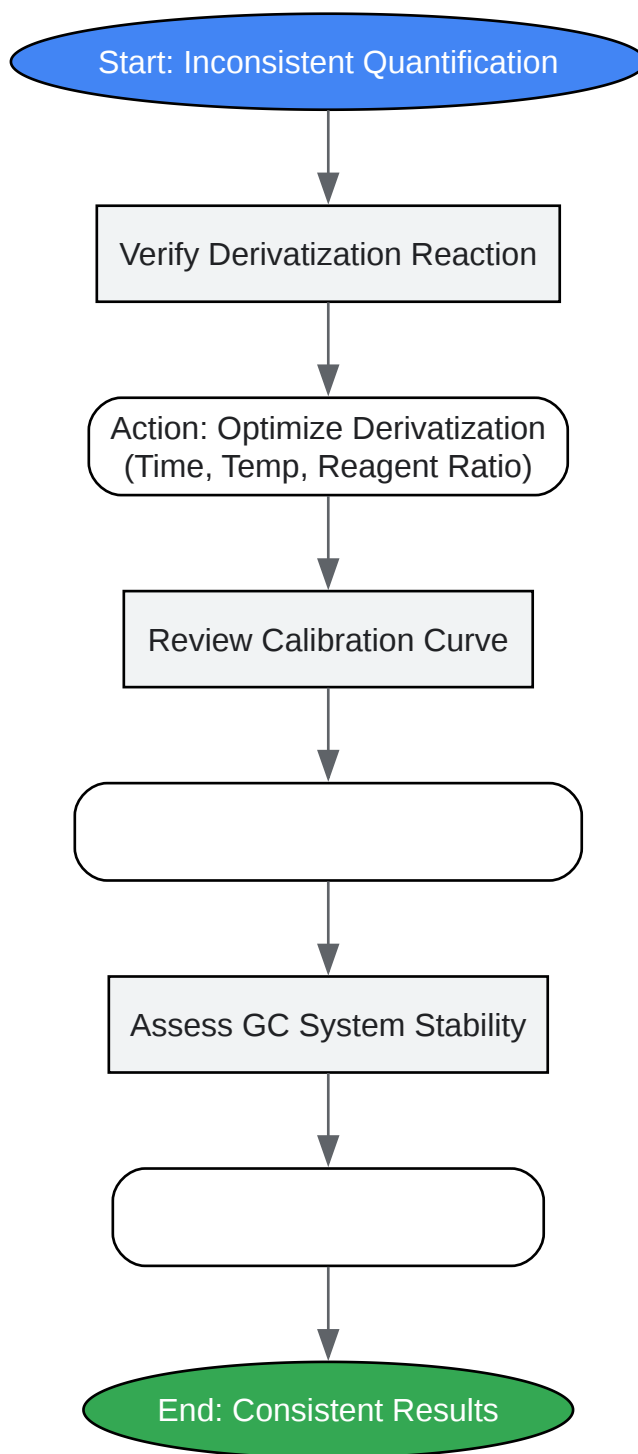 Start: Inconsistent Quantification
Verify Derivatization Reaction
Action: Optimize Derivatization
(Time, Temp, Reagent Ratio)
Review Calibration Curve
Assess GC System Stability
End: Consistent Results